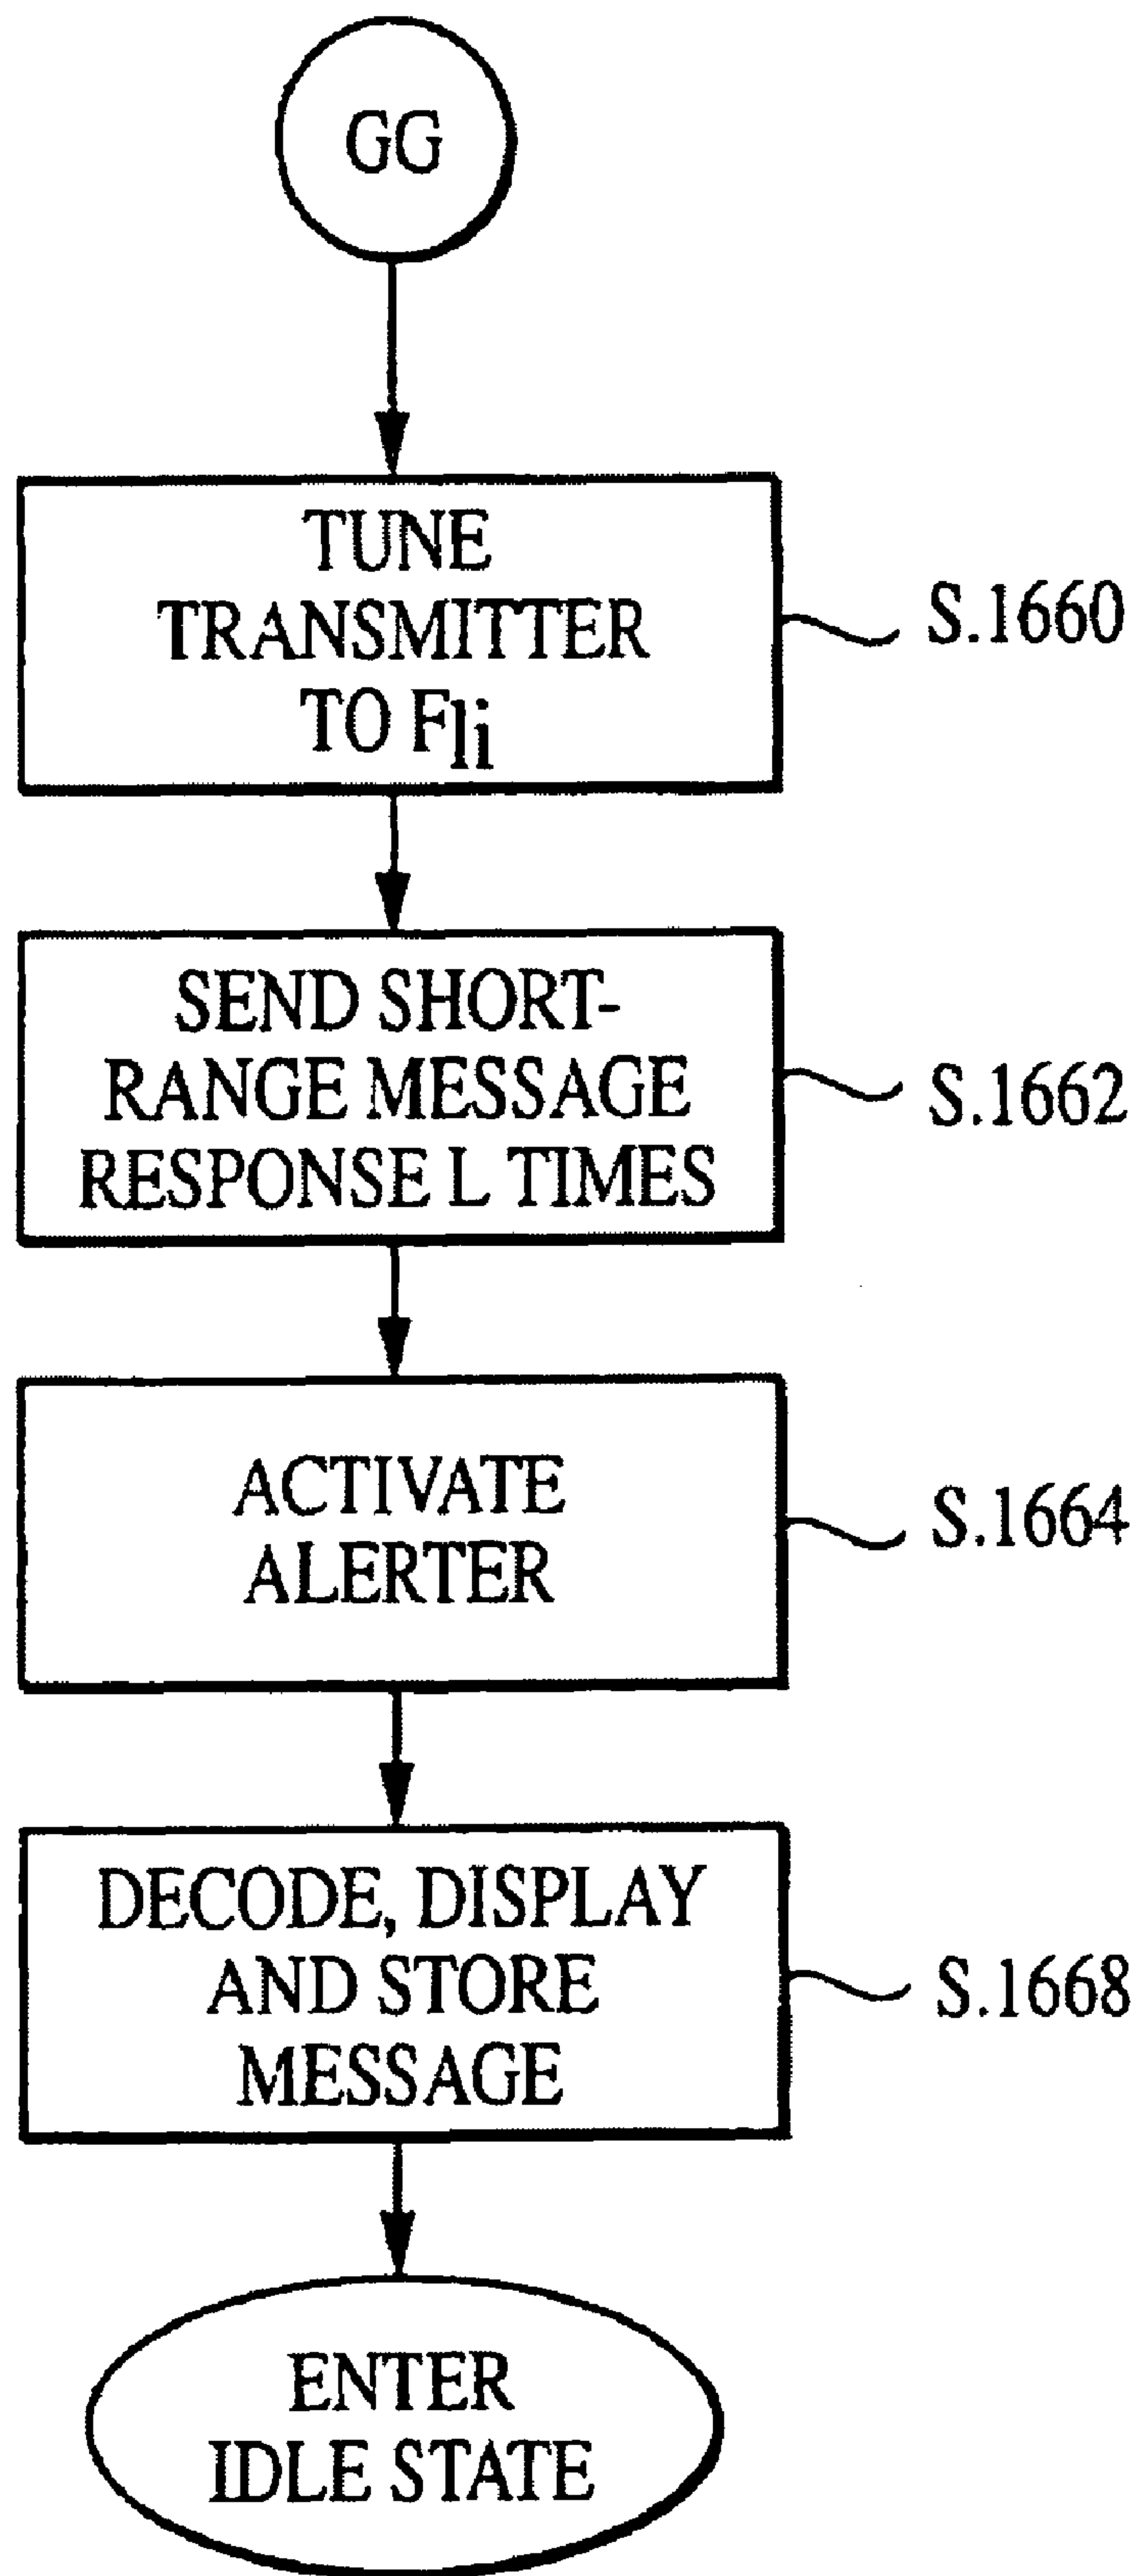 GG
TUNE
TRANSMITTER
TO Fli
S.1660
SEND SHORT-
RANGE MESSAGE
RESPONSE L TIMES
S.1662
ACTIVATE
ALERTER
S.1664
DECODE, DISPLAY
AND STORE
MESSAGE
S.1668
ENTER
IDLE STATE